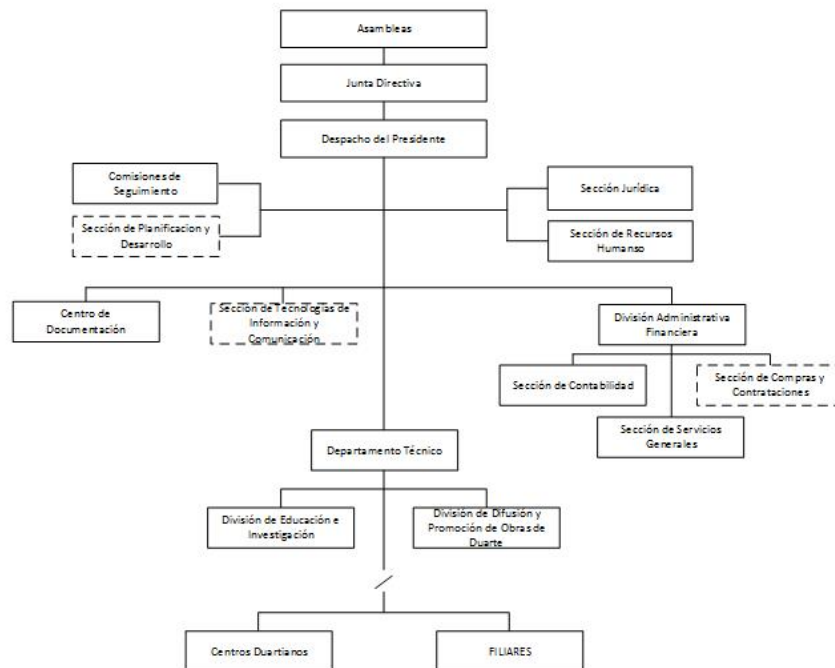 Asambleas
Junta Directiva
Despacho del Presidente
Comisiones de
Seguimiento
Sección Jurídica
Sección de Planificacion y
Desarrollo
Sección de Recursos
Humanso
Centro de
Documentación
Sección de Tecnologías de
Información y
Comunicación
División Administrativa
Financiera
Sección de Contabilidad
Sección de Compras y
Contrataciones
Sección de Servicios
Generales
Departamento Técnico
División de Educación e
Investigación
División de Difusión y
Promoción de Obras de
Duarte
Centros Duartianos
FILIARES